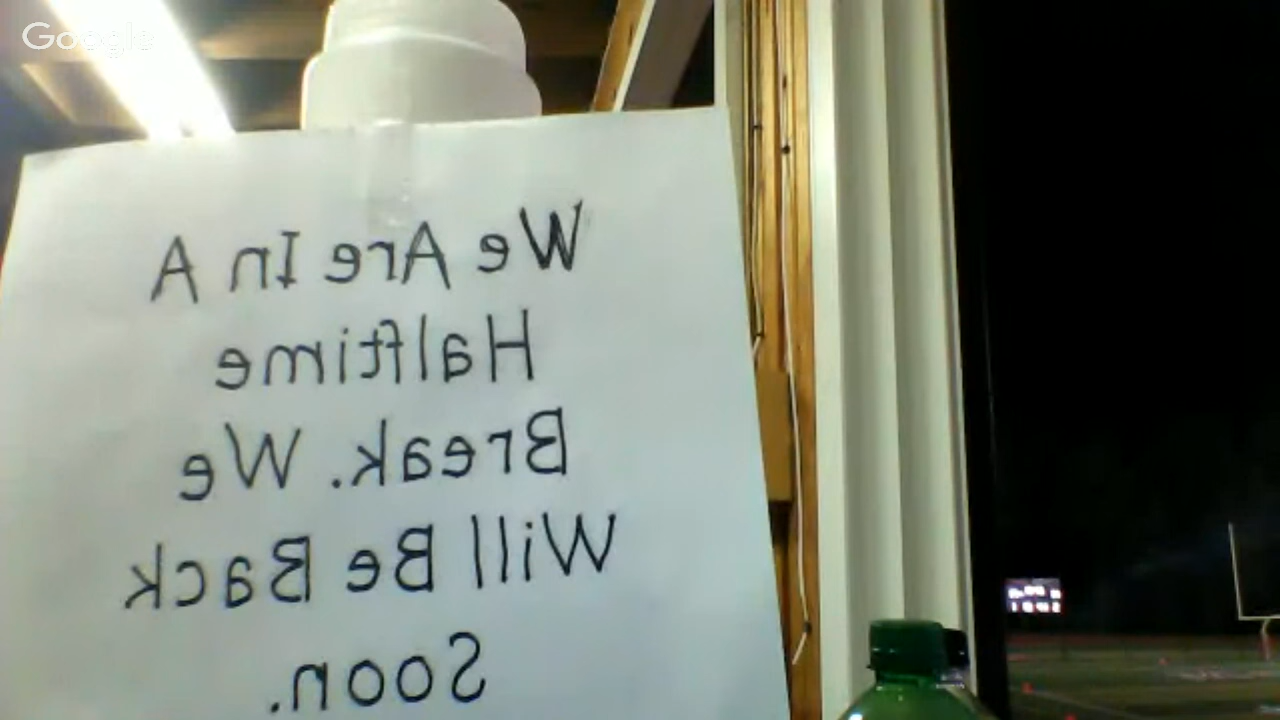 Google
We Are In A
Halftime
Break. We
Will Be Back
Soon.